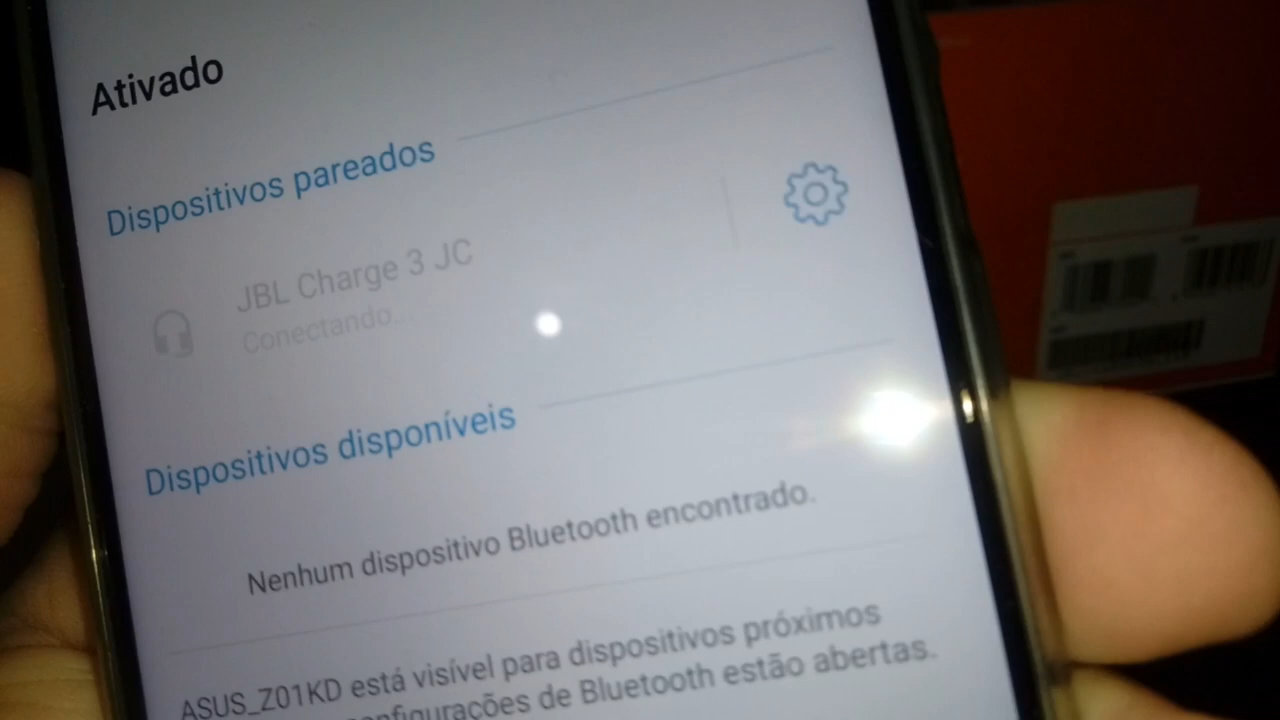 Ativado
Dispositivos pareados
JBL Charge 3 JC
Conectando...
Dispositivos disponíveis
Nenhum dispositivo Bluetooth encontrado.
ASUS_Z01KD está visível para dispositivos próximos
nfigurações de Bluetooth estão abertas.